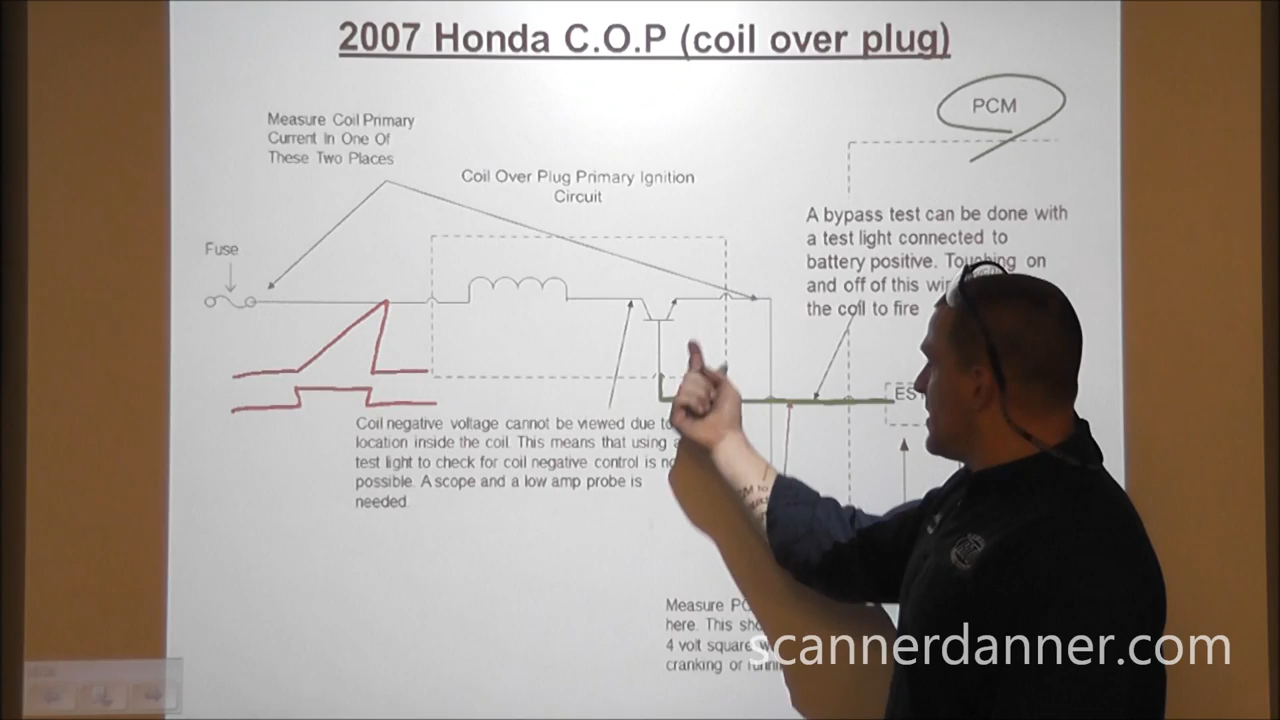 2007 Honda C.O.P (coil over plug)
PCM
Measure Coil Primary
Current In One Of
These Two Places
Coil Over Plug Primary Ignition
Circuit
A bypass test can be done with
a test light connected to
battery positive. Touching on
and off of this
the coil to fire
Fuse
Coil negative voltage cannot be viewed due to
location inside the coil. This means that using a
test light to check for coil negative control is
possible. A scope and a low amp probe is
needed.
Measure
here. This
4 volt square
cranking or
scannerdanner.com